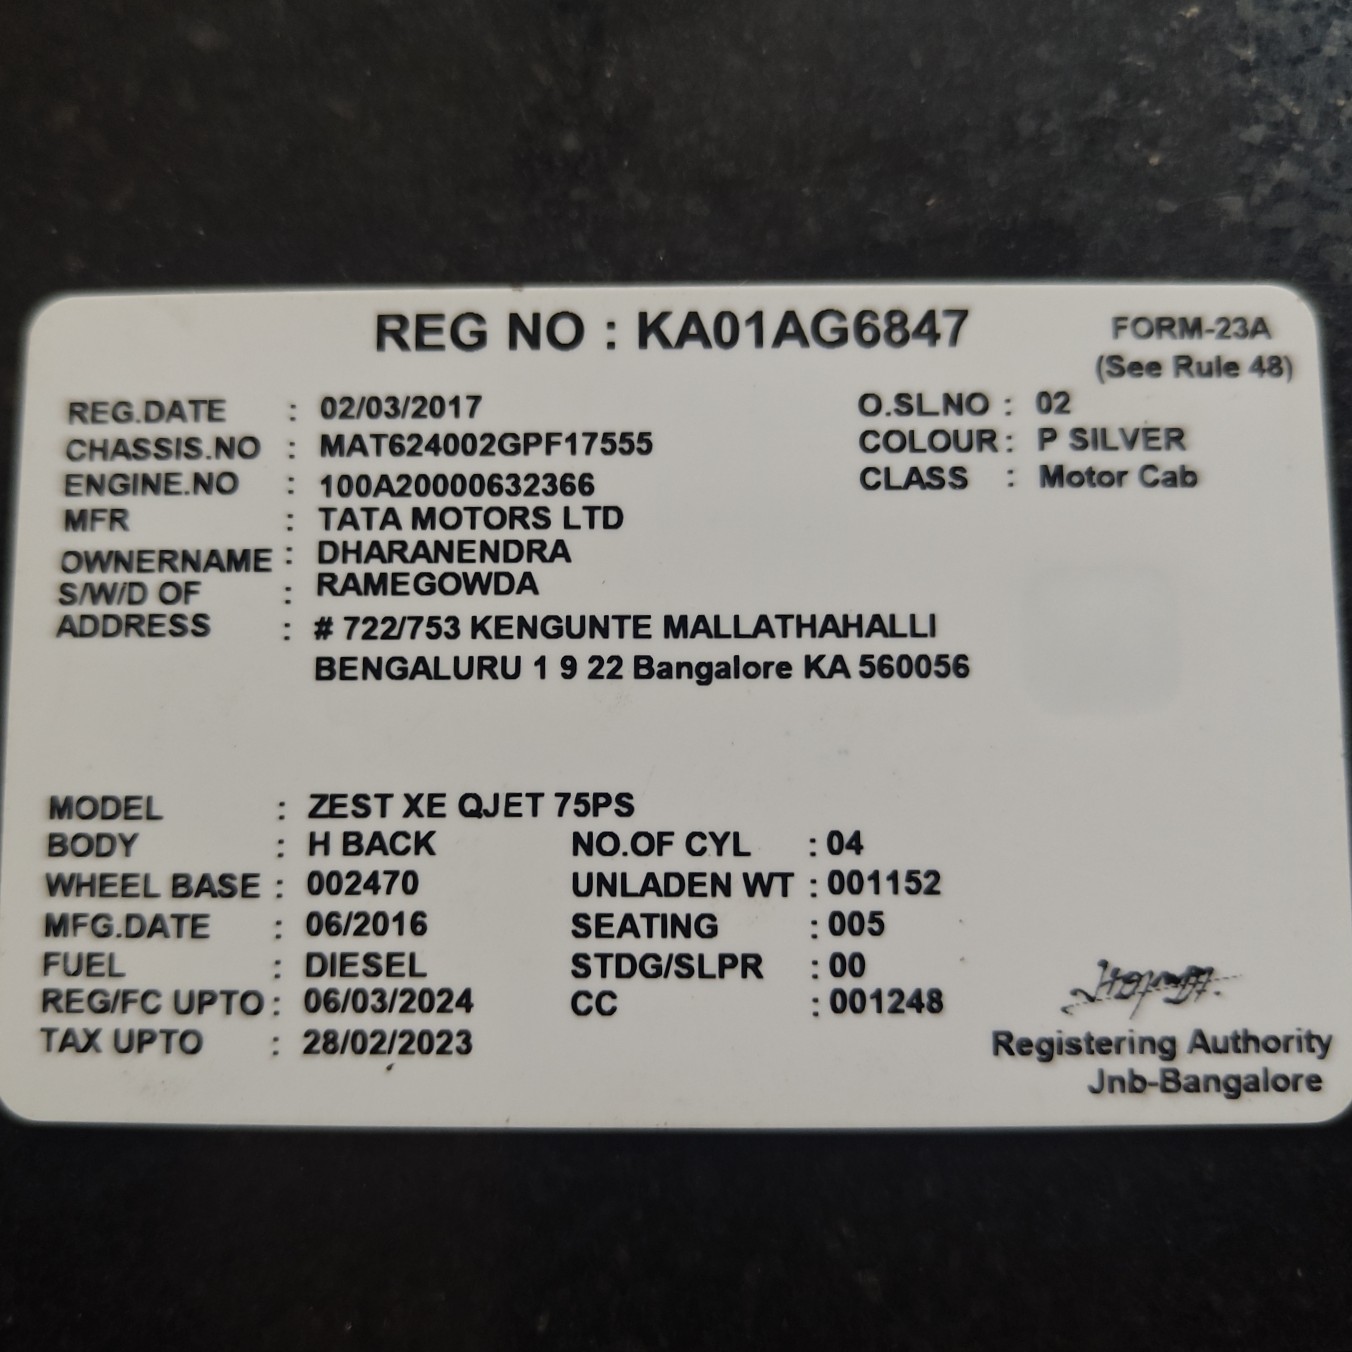 REG NO : KA01AG6847
FORM-23A
(See Rule 48)
REG.DATE : 02/03/2017 O.SLNO : 02
CHASSIS.NO : MAT624002GPF17555 COLOUR : P SILVER
ENGINE.NO : 100A20000632366 CLASS : Motor Cab
MFR : TATA MOTORS LTD
OWNERNAME : DHARANENDRA
S/W/D OF : RAMEGOWDA
ADDRESS : # 722/753 KENGUNTE MALLATHAHALLI
BENGALURU 1 9 22 Bangalore KA 560056
MODEL : ZEST XE QJET 75PS
BODY : H BACK NO.OF CYL : 04
WHEEL BASE : 002470 UNLADEN WT : 001152
MFG.DATE : 06/2016 SEATING : 005
FUEL : DIESEL STDG/SLPR : 00
REG/FC UPTO : 06/03/2024 CC : 001248
TAX UPTO : 28/02/2023
Registering Authority
Jnb-Bangalore